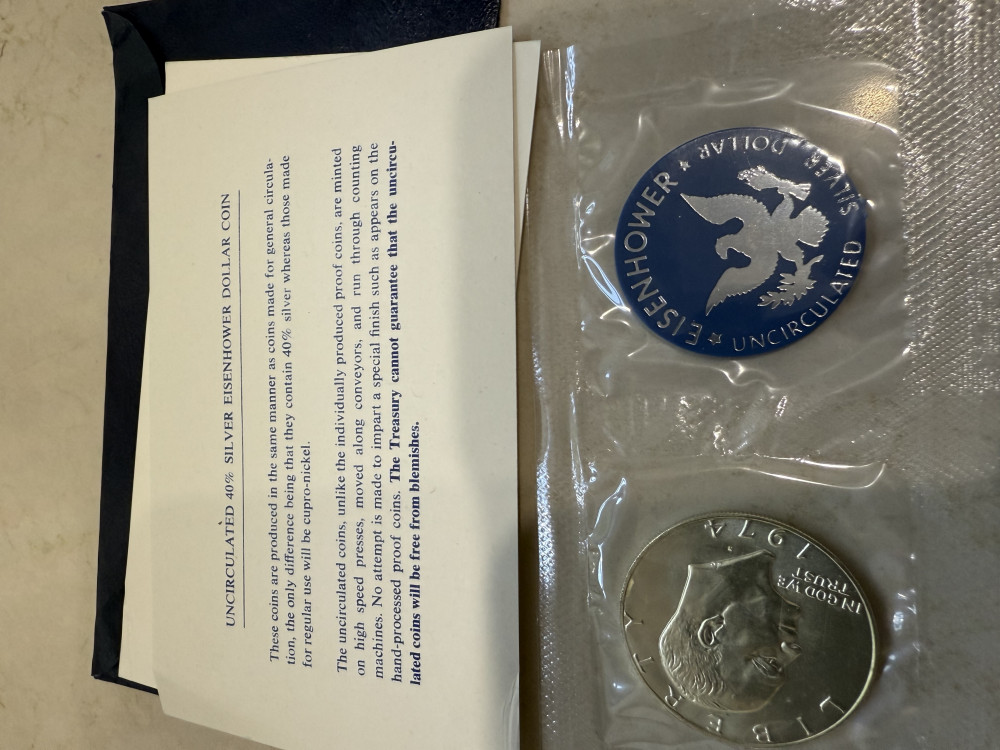 UNCIRCULATED 40% SILVER EISENHOWER DOLLAR COIN
These coins are produced in the same manner as coins made for general circula-
tion, the only difference being that they contain 40% silver whereas those made
for regular use will be cupro-nickel.
The uncirculated coins, unlike the individually produced proof coins, are minted
on high speed presses, moved along conveyors, and run through counting
machines. No attempt is made to impart a special finish such as appears on the
hand-processed proof coins. The Treasury cannot guarantee that the uncircu-
lated coins will be free from blemishes.
EISENHOWER
UNCIRCULATED SILVER DOLLAR
LIBERTY
IN GOD WE
TRUST
1974